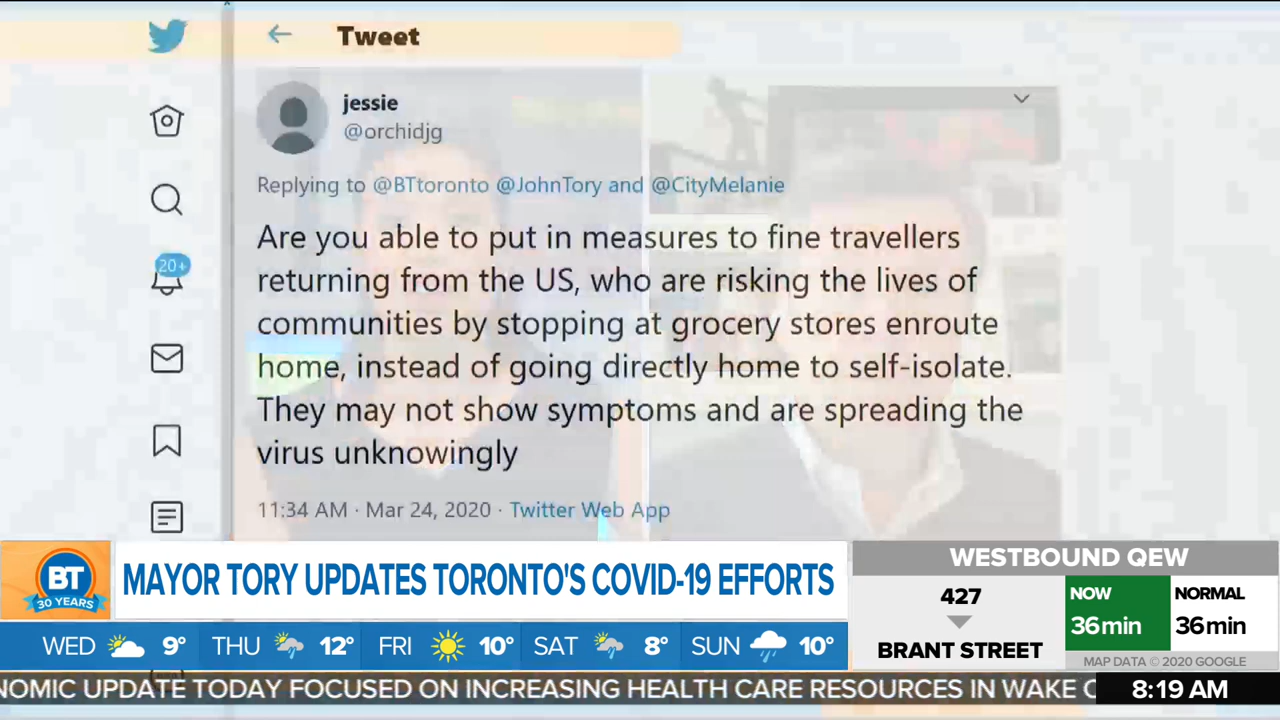 Tweet
jessie
@orchidjg
Replying to @BTtoronto @JohnTory and @CityMelanie
Are you able to put in measures to fine travellers
returning from the US, who are risking the lives of
communities by stopping at grocery stores enroute
home, instead of going directly home to self-isolate.
They may not show symptoms and are spreading the
virus unknowingly
11:34 AM · Mar 24, 2020 · Twitter Web App
20+
BT
30 YEARS
MAYOR TORY UPDATES TORONTO'S COVID-19 EFFORTS
WED 9° THU 12° FRI 10° SAT 8° SUN 10°
WESTBOUND QEW
427
BRANT STREET
NOW
36 min
NORMAL
36 min
MAP DATA © 2020 GOOGLE
NOMIC UPDATE TODAY FOCUSED ON INCREASING HEALTH CARE RESOURCES IN WAKE
8:19 AM